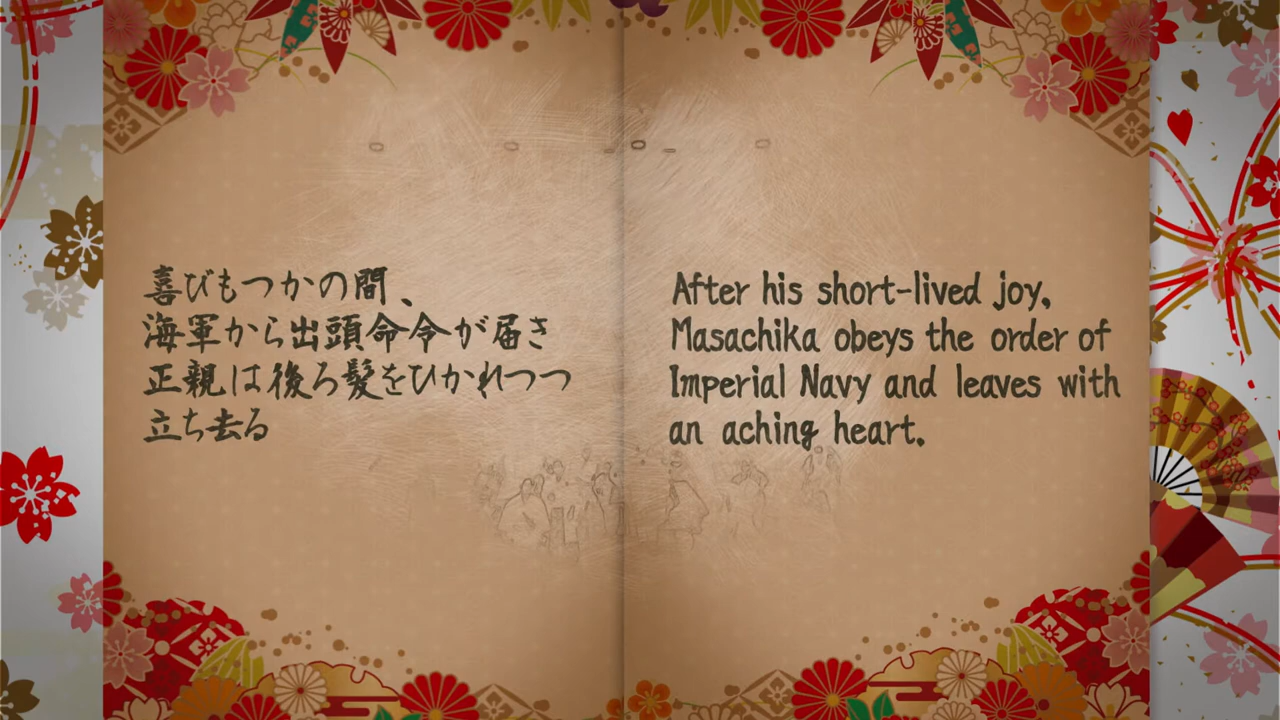 喜びもつかの間、
海軍から出頭命令が届き
正親は後ろ髪をひかれつつ
立ち去る
After his short-lived joy,
Masachika obeys the order of
Imperial Navy and leaves with
an aching heart.